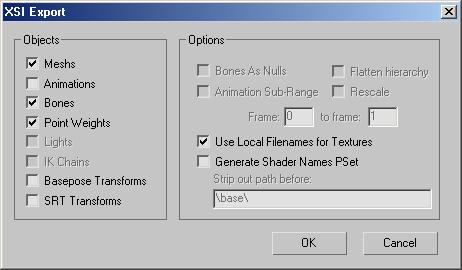 XSI Export
Objects
Meshs
Animations
Bones
Point Weights
Lights
IK Chains
Basepose Transforms
SRT Transforms
Options
Bones As Nulls
Flatten hierarchy
Animation Sub-Range
Rescale
Frame: 0 to frame: 1
Use Local Filenames for Textures
Generate Shader Names PSet
Strip out path before:
\base\
OK
Cancel